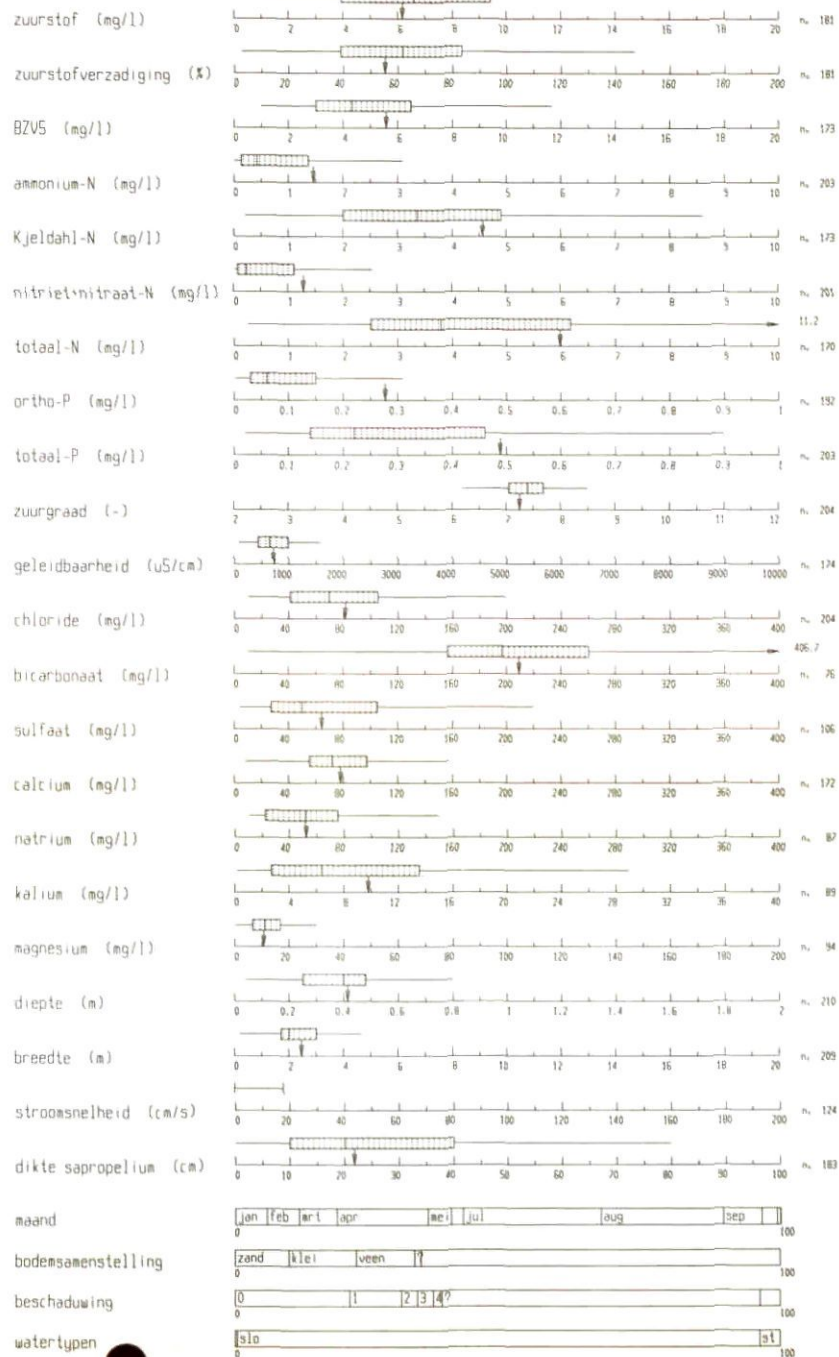 zuurstof (mg/l) 0 2 4 6 8 10 12 14 16 18 20 n. 181
zuurstofverzadiging (%) 0 20 40 60 80 100 120 140 160 180 200 n. 181
BZV5 (mg/l) 0 2 4 6 8 10 12 14 16 18 20 n. 173
ammonium-N (mg/l) 0 1 2 3 4 5 6 7 8 9 10 n. 203
Kjeldahl-N (mg/l) 0 1 2 3 4 5 6 7 8 9 10 n. 173
nitriet+nitraat-N (mg/l) 0 1 2 3 4 5 6 7 8 9 10 n. 201
11.2
totaal-N (mg/l) 0 1 2 3 4 5 6 7 8 9 10 n. 170
ortho-P (mg/l) 0 0.1 0.2 0.3 0.4 0.5 0.6 0.7 0.8 0.9 1 n. 192
totaal-P (mg/l) 0 0.1 0.2 0.3 0.4 0.5 0.6 0.7 0.8 0.9 1 n. 203
zuurgraad (-) 2 3 4 5 6 7 8 9 10 11 12 n. 204
geleidbaarheid (uS/cm) 0 1000 2000 3000 4000 5000 6000 7000 8000 9000 10000 n. 174
chloride (mg/l) 0 40 80 120 160 200 240 280 320 360 400 n. 204
406.7
bicarbonaat (mg/l) 0 40 80 120 160 200 240 280 320 360 400 n. 76
sulfaat (mg/l) 0 40 80 120 160 200 240 280 320 360 400 n. 106
calcium (mg/l) 0 40 80 120 160 200 240 280 320 360 400 n. 172
natrium (mg/l) 0 40 80 120 160 200 240 280 320 360 400 n. 87
kalium (mg/l) 0 4 8 12 16 20 24 28 32 36 40 n. 89
magnesium (mg/l) 0 20 40 60 80 100 120 140 160 180 200 n. 94
diepte (m) 0 0.2 0.4 0.6 0.8 1 1.2 1.4 1.6 1.8 2 n. 210
breedte (m) 0 2 4 6 8 10 12 14 16 18 20 n. 209
stroomsnelheid (cm/s) 0 20 40 60 80 100 120 140 160 180 200 n. 124
dikte sapropelium (cm) 0 10 20 30 40 50 60 70 80 90 100 n. 183
maand jan feb mrt apr mei jul aug sep
0 100
bodemsamenstelling zand klei veen ?
0 100
beschaduwing 0 1 2 3 4 ?
0 100
watertypen slo st
0 100